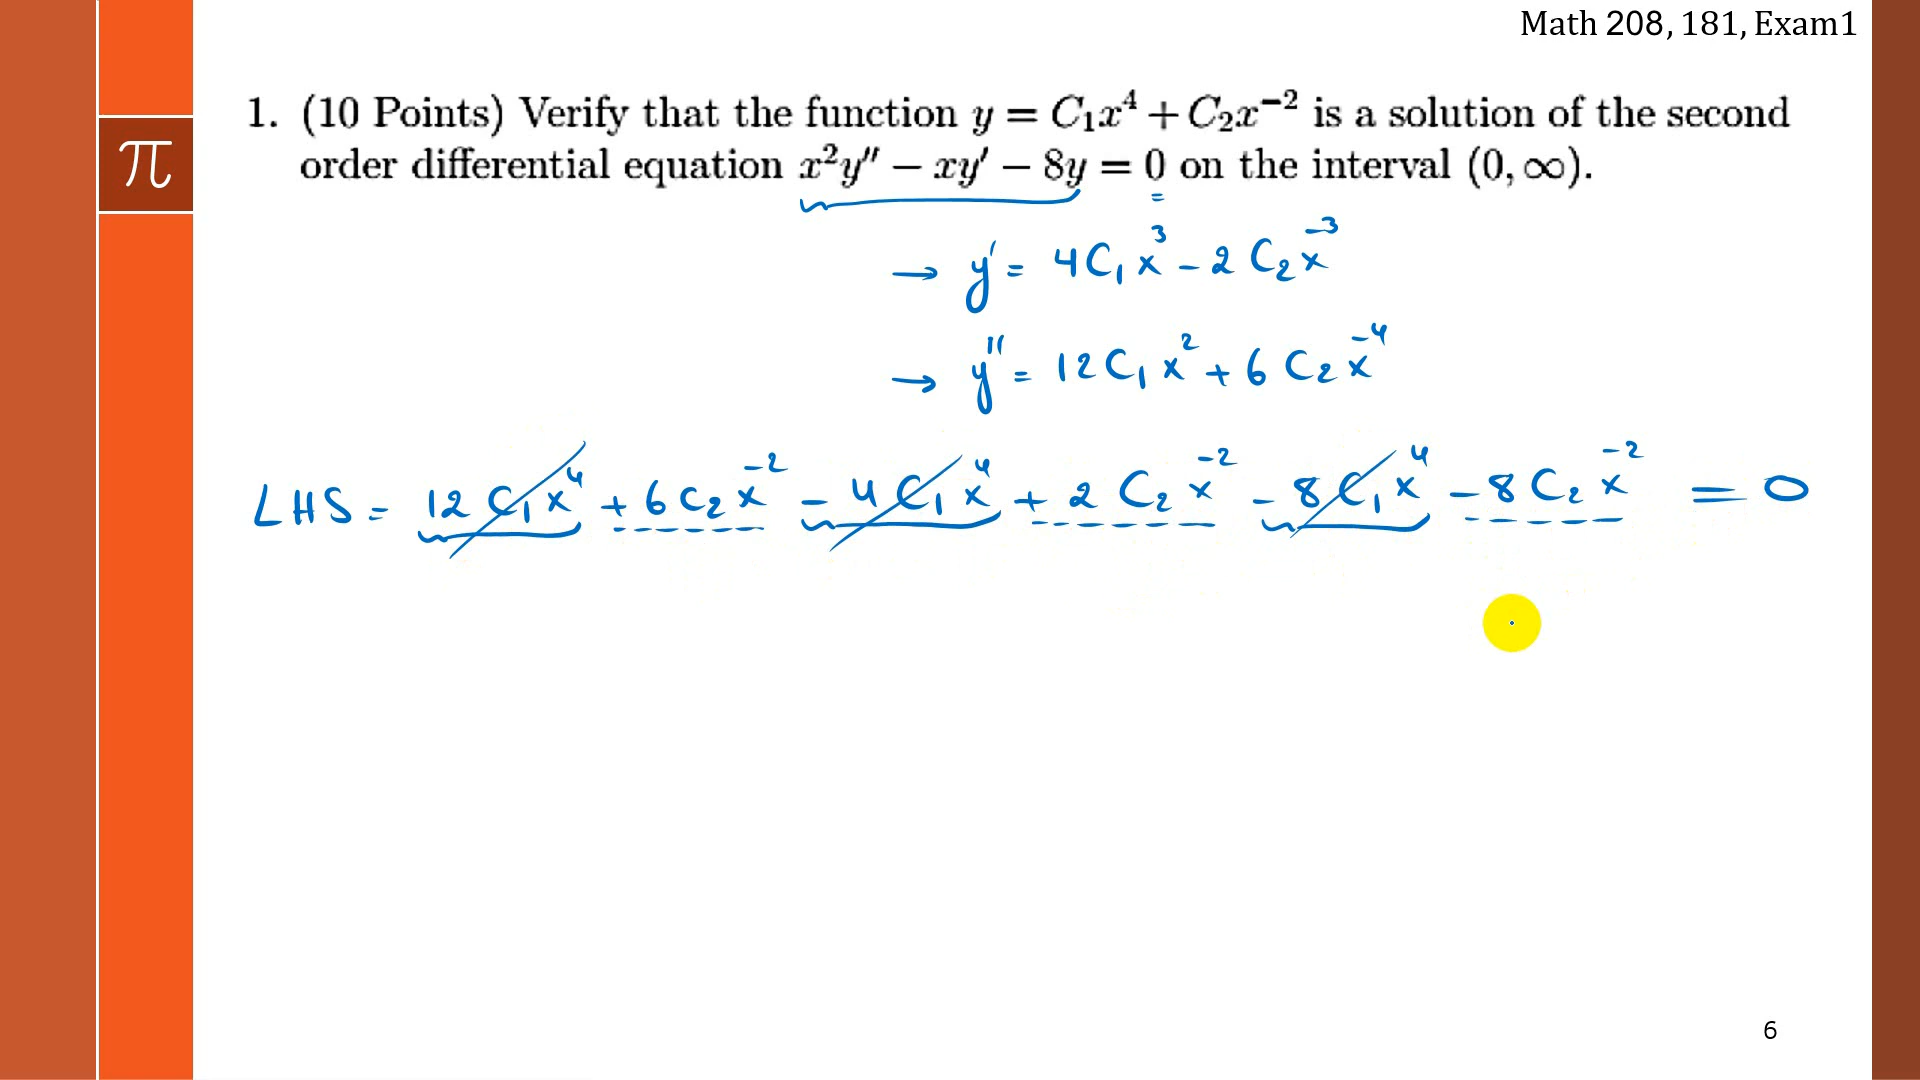 Math 208, 181, Exam1
π
1. (10 Points) Verify that the function y = C₁x⁴ + C₂x⁻² is a solution of the second
order differential equation x²y″ − xy′ − 8y = 0 on the interval (0, ∞).
=
→ y′ = 4C₁x³ − 2C₂x⁻³
→ y″ = 12C₁x² + 6C₂x⁻⁴
LHS = 12C₁x⁴ + 6C₂x⁻² − 4C₁x⁴ + 2C₂x⁻² − 8C₁x⁴ − 8C₂x⁻² = 0
6